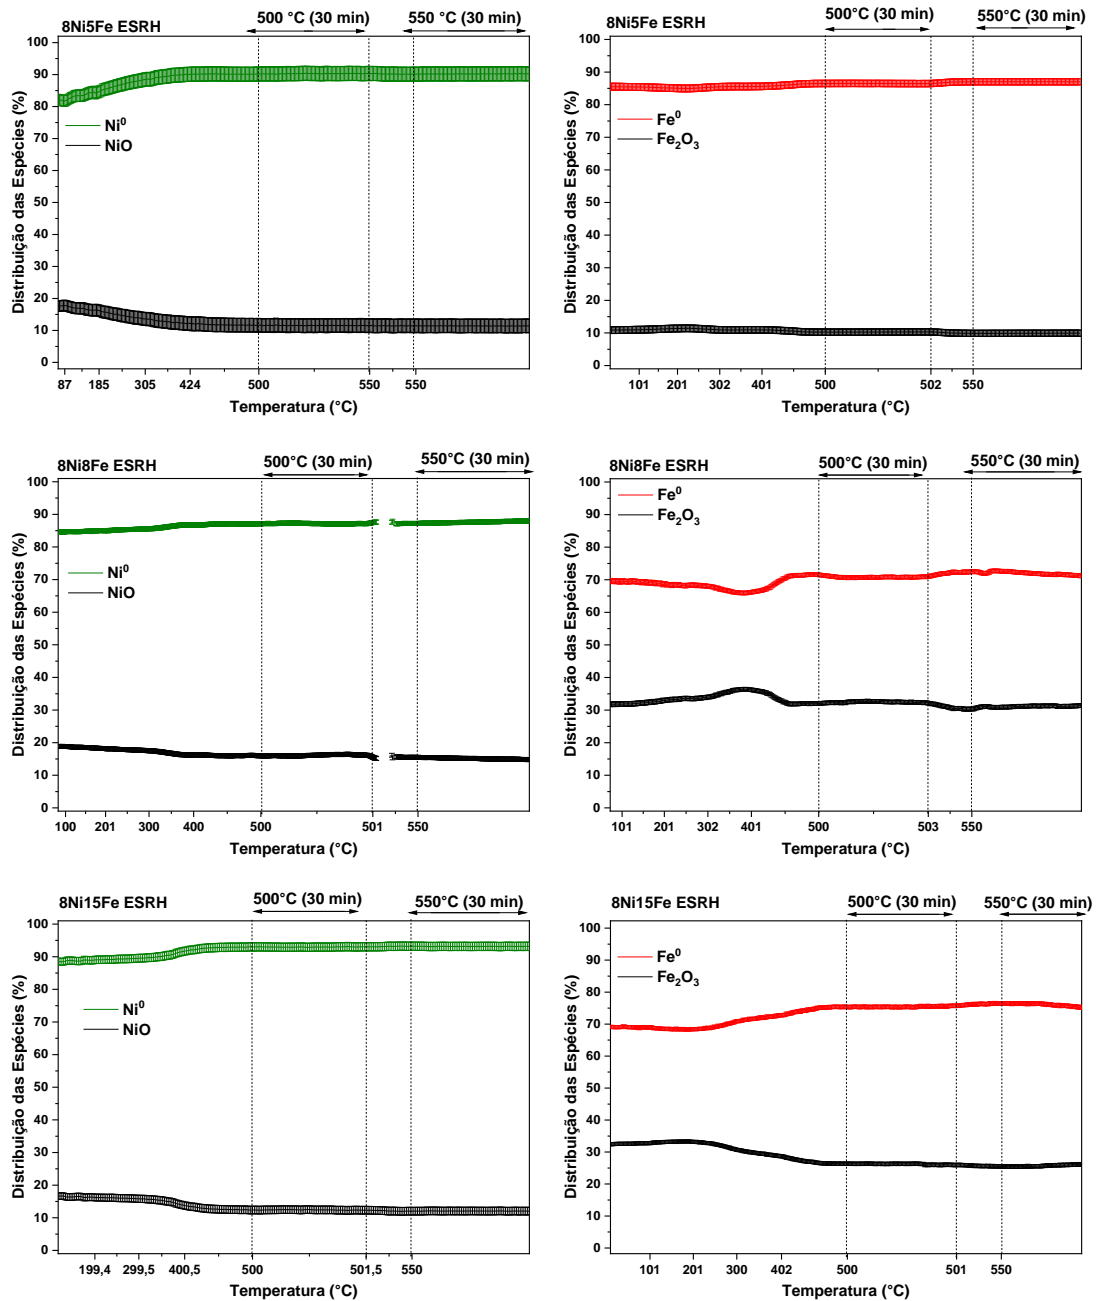 8Ni5Fe ESRH
500 °C (30 min)
550 °C (30 min)
Distribuição das Espécies (%)
100
90
80
70
60
50
40
30
20
10
0
Ni⁰
NiO
87 185 305 424 500 550 550
Temperatura (°C)
8Ni5Fe ESRH
500°C (30 min)
550°C (30 min)
Distribuição das Espécies (%)
100
90
80
70
60
50
40
30
20
10
0
Fe⁰
Fe₂O₃
101 201 302 401 500 502 550
Temperatura (°C)
8Ni8Fe ESRH
500°C (30 min)
550°C (30 min)
Distribuição das Espécies (%)
100
90
80
70
60
50
40
30
20
10
0
Ni⁰
NiO
100 201 300 400 500 501 550
Temperatura (°C)
8Ni8Fe ESRH
500°C (30 min)
550°C (30 min)
Distribuição das Espécies (%)
100
90
80
70
60
50
40
30
20
10
0
Fe⁰
Fe₂O₃
101 201 302 401 500 503 550
Temperatura (°C)
8Ni15Fe ESRH
500°C (30 min)
550°C (30 min)
Distribuição das Espécies (%)
100
90
80
70
60
50
40
30
20
10
0
Ni⁰
NiO
199,4 299,5 400,5 500 501,5 550
Temperatura (°C)
8Ni15Fe ESRH
500°C (30 min)
550°C (30 min)
Distribuição das Espécies (%)
100
90
80
70
60
50
40
30
20
10
0
Fe⁰
Fe₂O₃
101 201 300 402 500 501 550
Temperatura (°C)